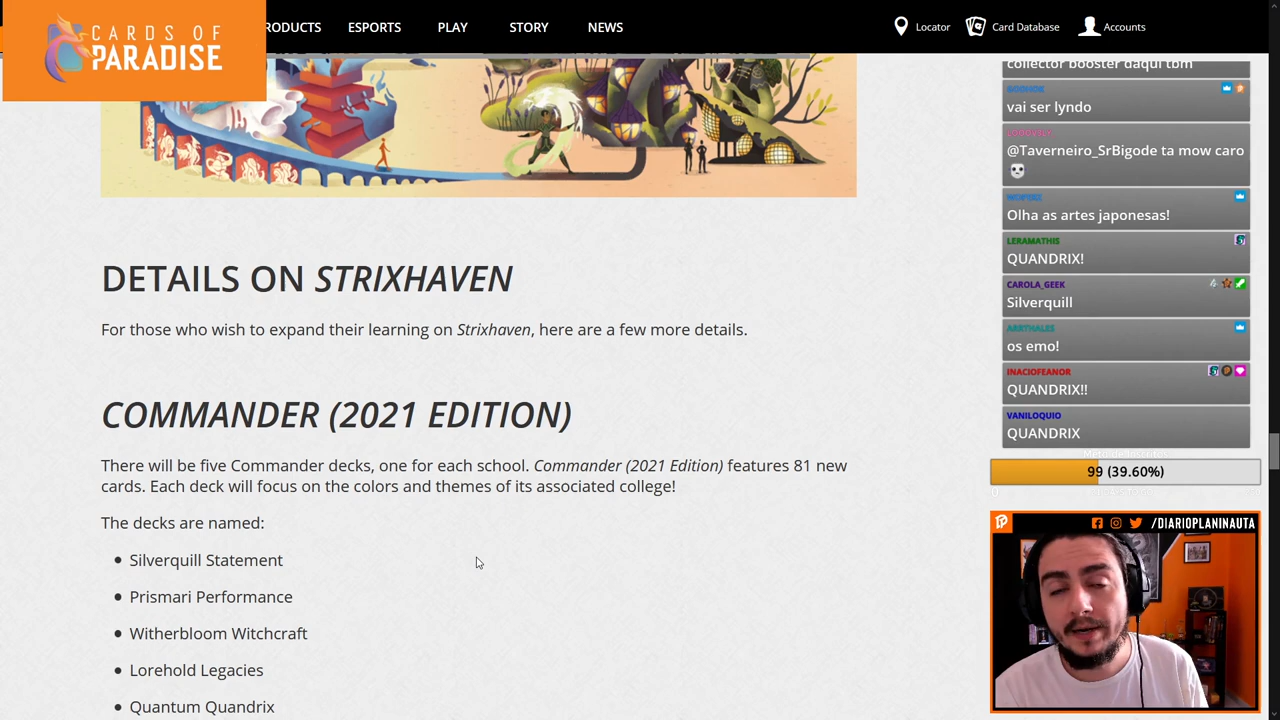 CARDS OF
PARADISE
RODUCTS
ESPORTS
PLAY
STORY
NEWS
Locator
Card Database
Accounts
DETAILS ON STRIXHAVEN
For those who wish to expand their learning on Strixhaven, here are a few more details.
COMMANDER (2021 EDITION)
There will be five Commander decks, one for each school. Commander (2021 Edition) features 81 new
cards. Each deck will focus on the colors and themes of its associated college!
The decks are named:
Silverquill Statement
Prismari Performance
Witherbloom Witchcraft
Lorehold Legacies
Quantum Quandrix
collector booster daqui tom
vai ser lyndo
@Taverneiro_SrBigode ta mow caro
Olha as artes japonesas!
LERAMATHIS
QUANDRIX!
CAROLA_GEEK
Silverquill
ARRTHALES
os emo!
INACIOFEANOR
QUANDRIX!!
VANILOQUIO
QUANDRIX
99 (39.60%)
/DIARIOPLANINAUTA